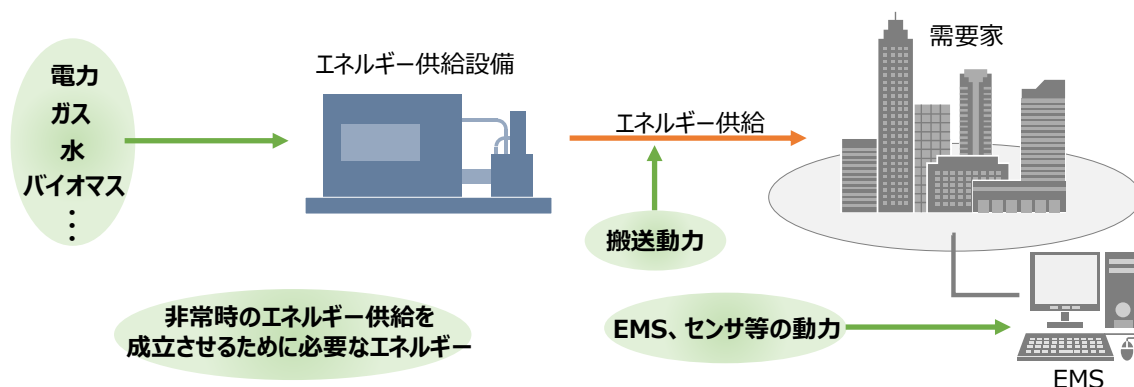 電力
ガス
水
バイオマス
⋮
エネルギー供給設備
エネルギー供給
搬送動力
需要家
非常時のエネルギー供給を
成立させるために必要なエネルギー
EMS、センサ等の動力
EMS